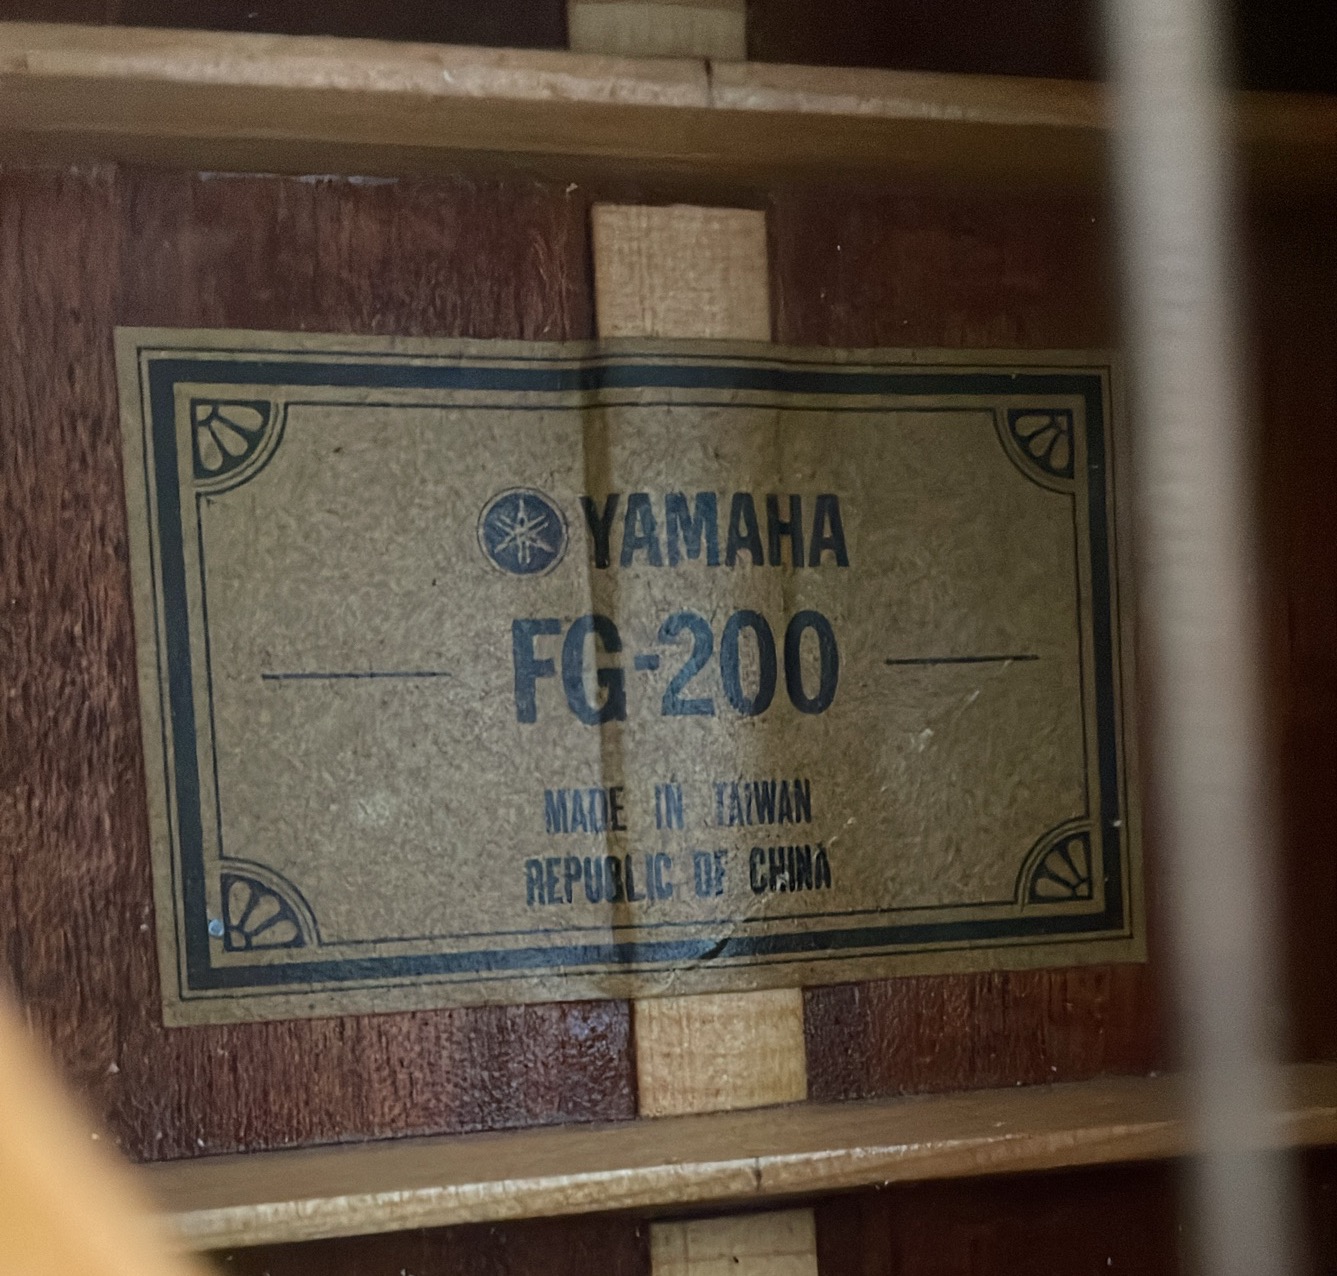 YAMAHA
FG-200
MADE IN TAIWAN
REPUBLIC OF CHINA